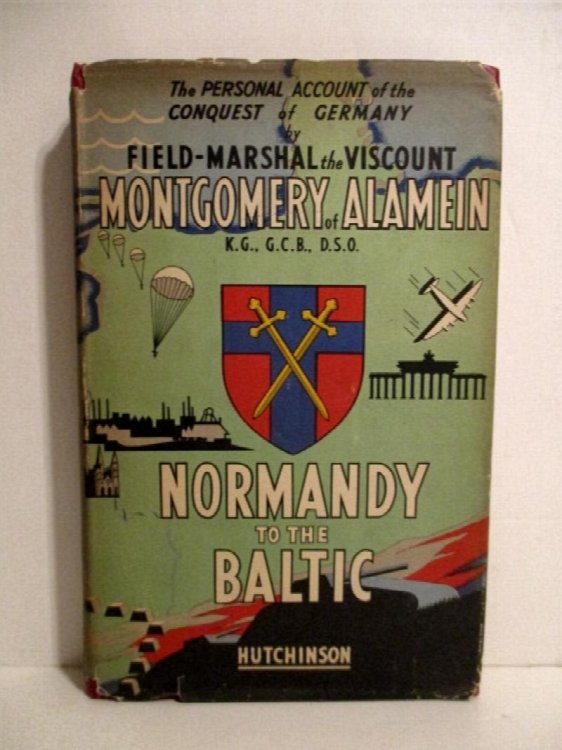 The PERSONAL ACCOUNT of the
CONQUEST of GERMANY
by
FIELD-MARSHAL the VISCOUNT
MONTGOMERY of ALAMEIN
K.G., G.C.B., D.S.O.
NORMANDY
TO THE
BALTIC
HUTCHINSON